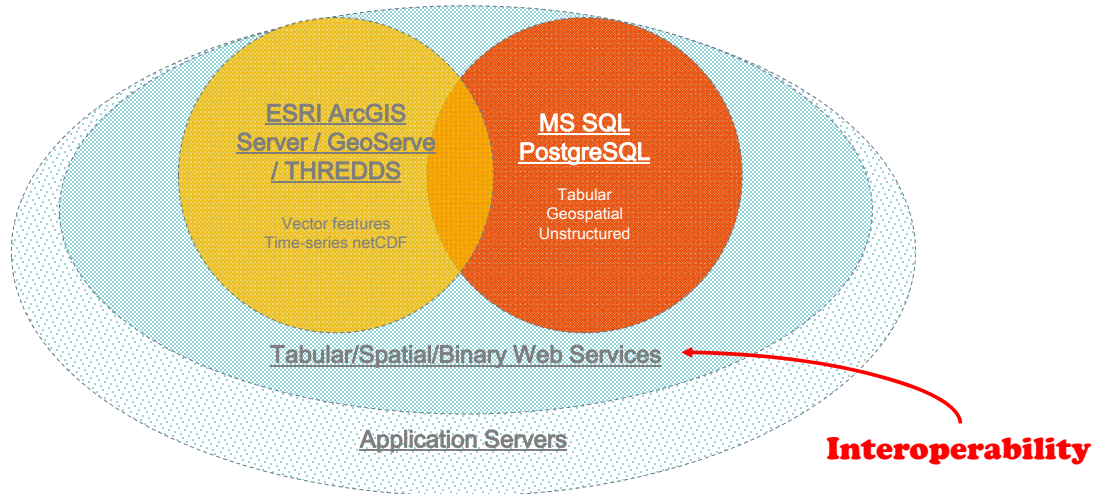 ESRI ArcGIS
Server / GeoServe
/ THREDDS
Vector features
Time-series netCDF
MS SQL
PostgreSQL
Tabular
Geospatial
Unstructured
Tabular/Spatial/Binary Web Services
Application Servers
Interoperability